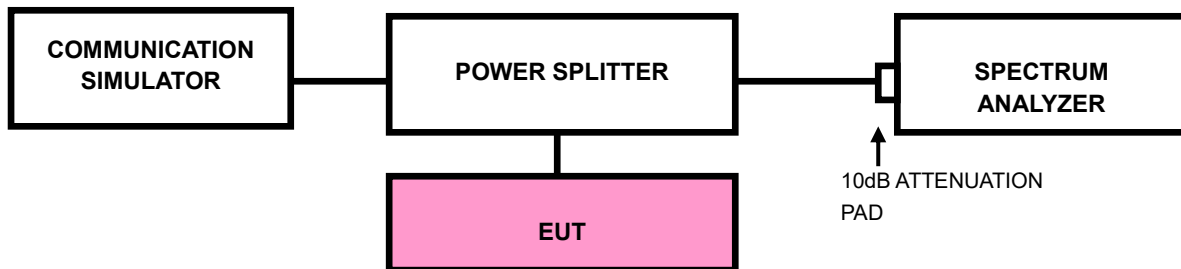 COMMUNICATION
SIMULATOR
POWER SPLITTER
SPECTRUM
ANALYZER
10dB ATTENUATION
PAD
EUT